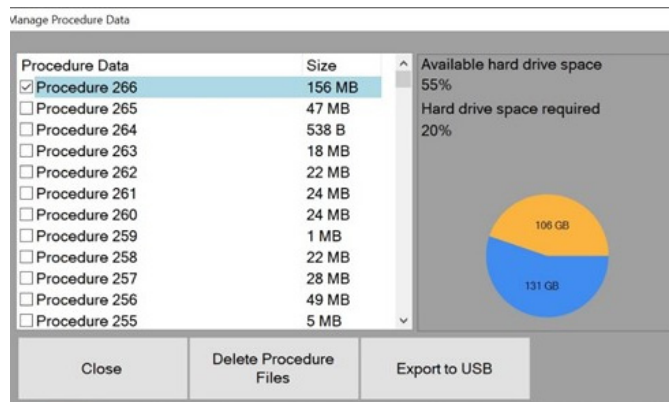 Manage Procedure Data
Procedure Data Size
Procedure 266 156 MB
Procedure 265 47 MB
Procedure 264 538 B
Procedure 263 18 MB
Procedure 262 22 MB
Procedure 261 24 MB
Procedure 260 24 MB
Procedure 259 1 MB
Procedure 258 22 MB
Procedure 257 28 MB
Procedure 256 49 MB
Procedure 255 5 MB
Available hard drive space
55%
Hard drive space required
20%
106 GB
131 GB
Close
Delete Procedure
Files
Export to USB